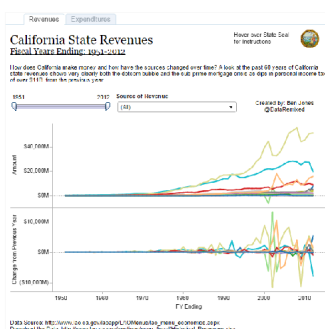 Revenues Expenditures
California State Revenues
Fiscal Years Ending: 1951-2012
Hover over State Seal
for Instructions
How does California make money and how have the sources changed over time? A look at the past 60 years of California
state revenues shows very clearly both the dotcom bubble and the sub prime mortgage crisis as dips in personal income tax
of over $11B from the previous year
1951 2012
Source of Revenue
(All)
Created by: Ben Jones
@DataRemixed
Amount
$40,000M
$20,000M
$0M
Change from Previous Year
$10,000M
$0M
($10,000M)
1950 1960 1970 1980 1990 2000 2010
FY Ending